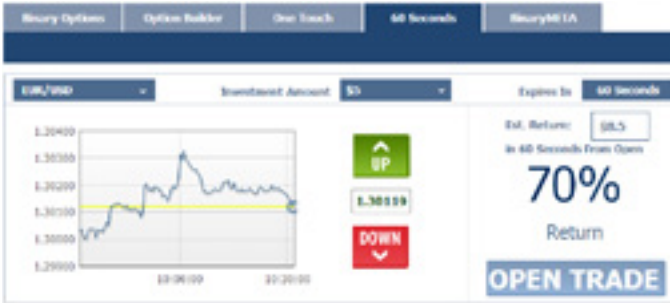 Binary Options
Option Builder
One Touch
60 Seconds
BinaryMETA
EUR/USD
Investment Amount
$5
Expires In
60 Seconds
1.30400
1.30300
1.30200
1.30100
1.30000
1.29900
10:00:00
10:20:00
UP
1.30119
DOWN
Est. Return:
$8.5
in 60 Seconds From Open
70%
Return
OPEN TRADE